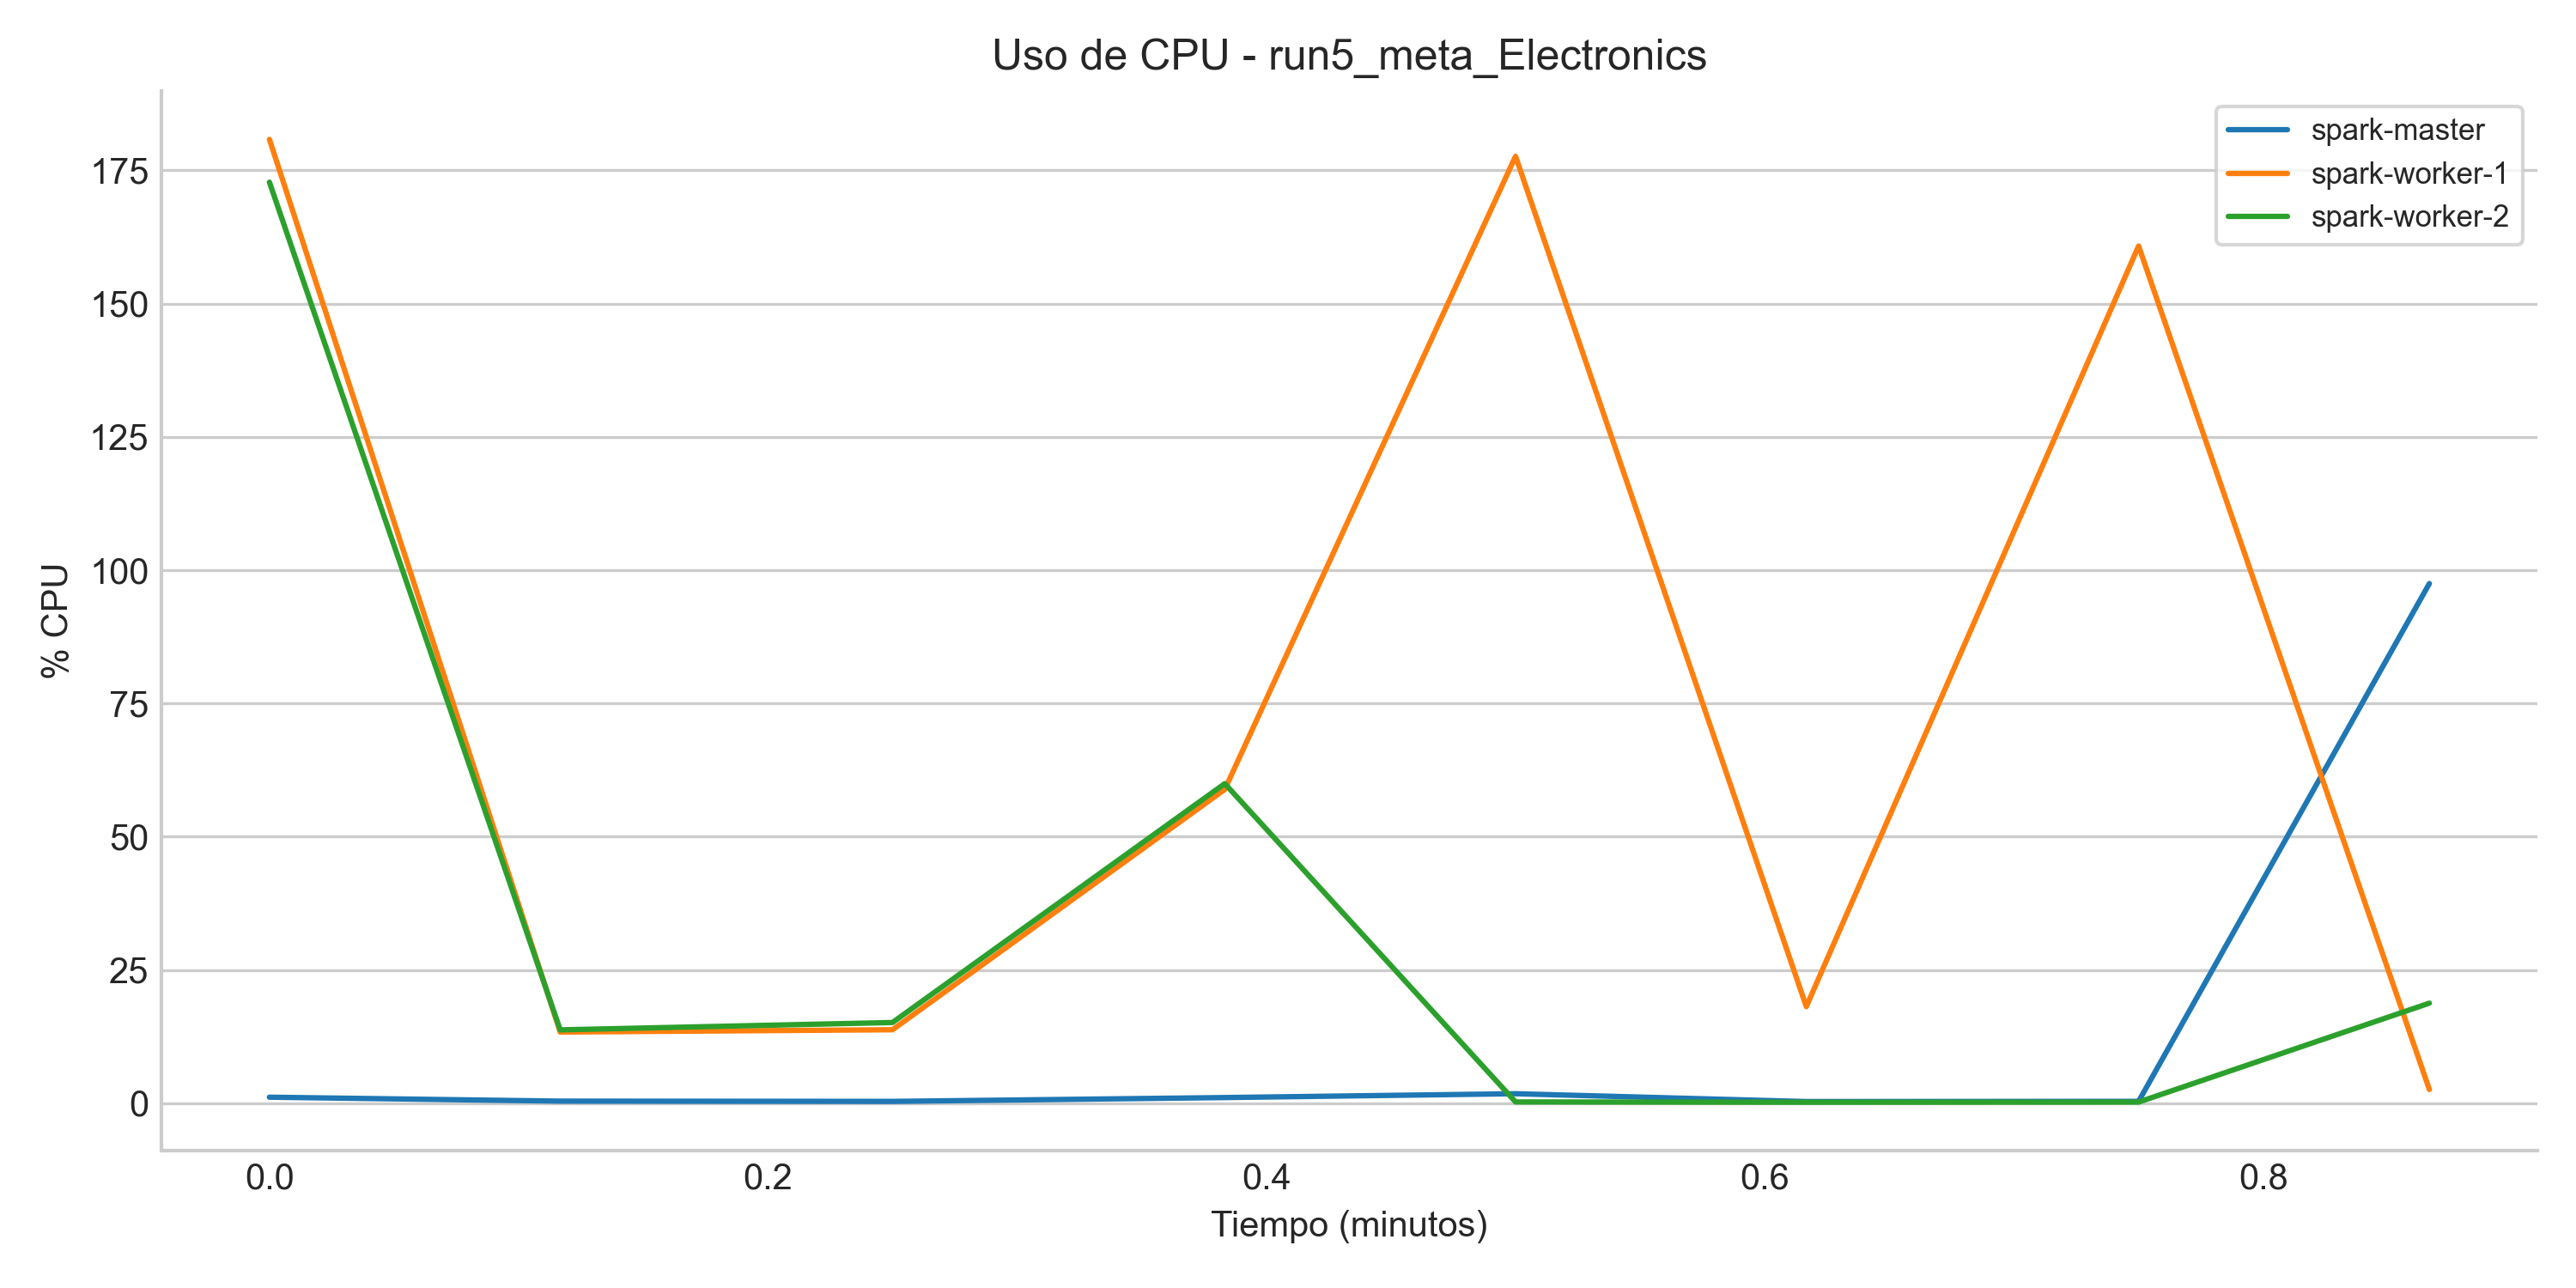 Uso de CPU - run5_meta_Electronics
spark-master
spark-worker-1
spark-worker-2
% CPU
175
150
125
100
75
50
25
0
0.0 0.2 0.4 0.6 0.8
Tiempo (minutos)